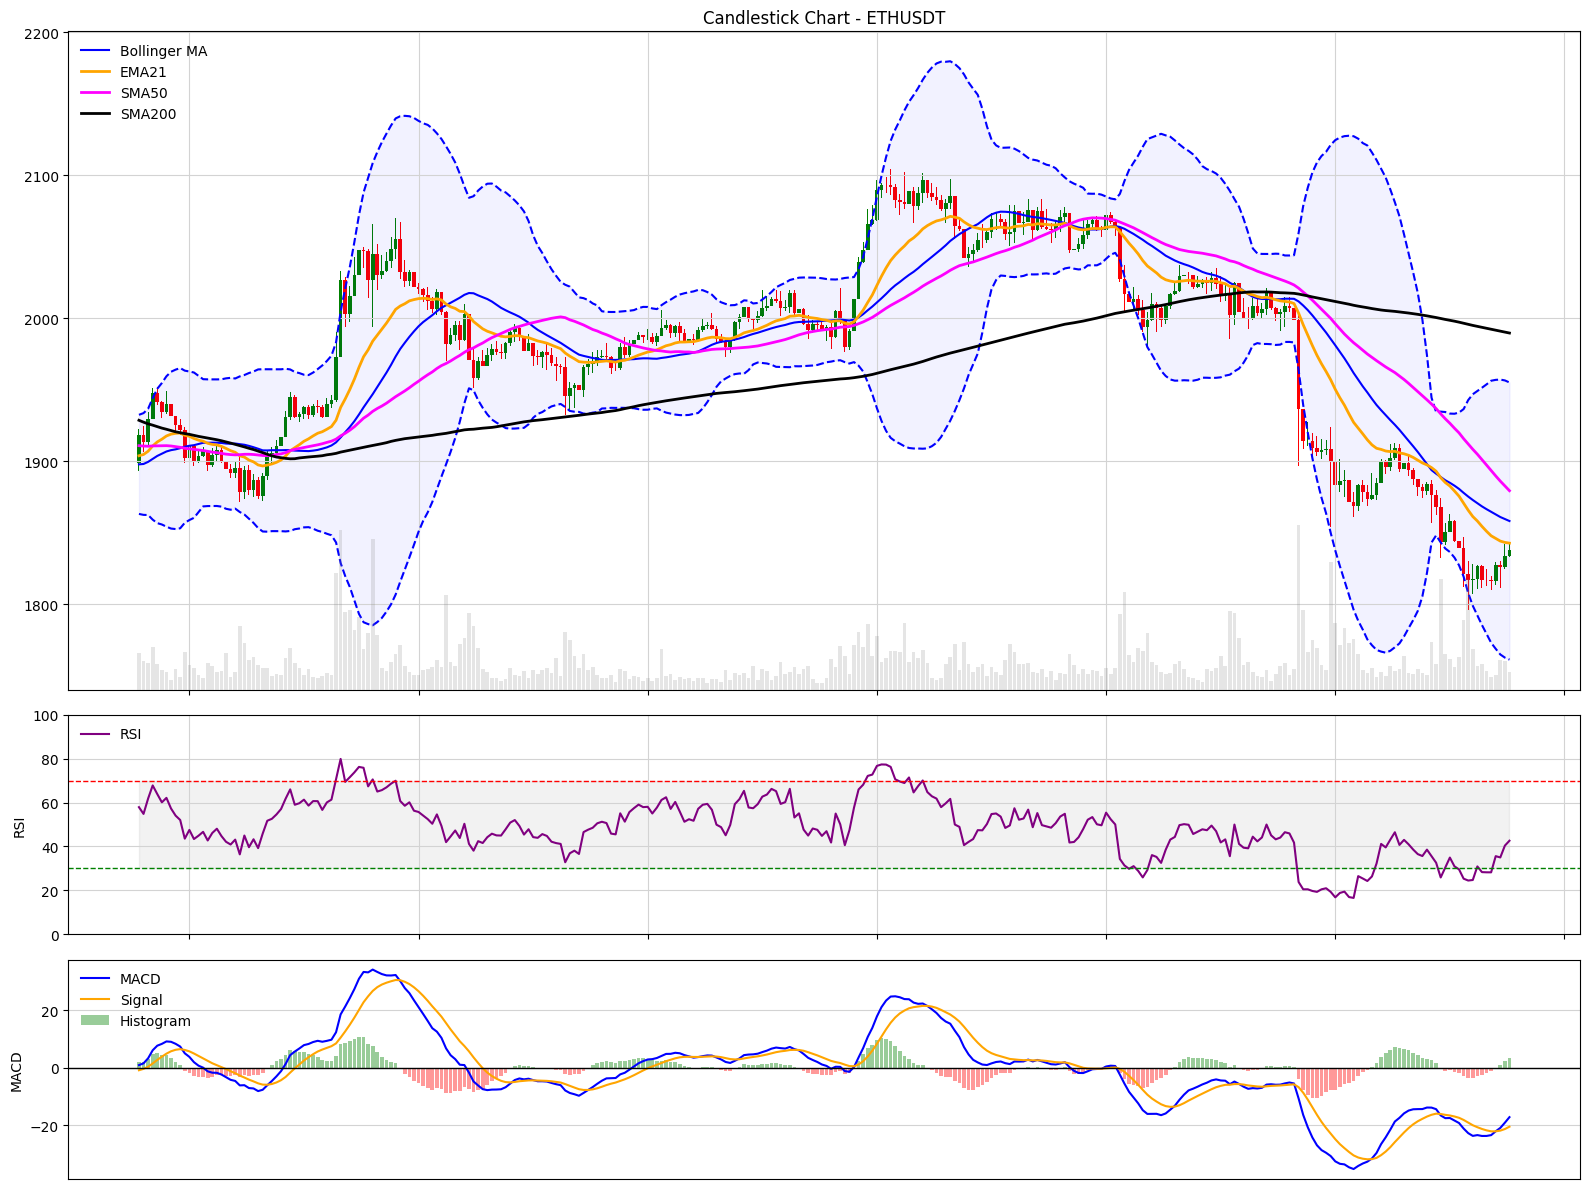 Candlestick Chart - ETHUSDT
2200
2100
2000
1900
1800
Bollinger MA
EMA21
SMA50
SMA200
100
80
60
40
20
0
RSI
RSI
20
0
−20
MACD
MACD
Signal
Histogram